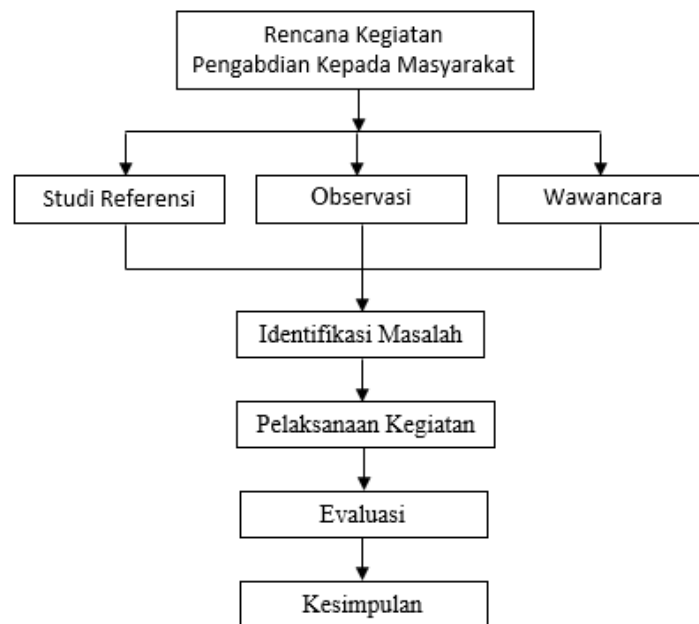 Rencana Kegiatan
Pengabdian Kepada Masyarakat
Studi Referensi
Observasi
Wawancara
Identifikasi Masalah
Pelaksanaan Kegiatan
Evaluasi
Kesimpulan